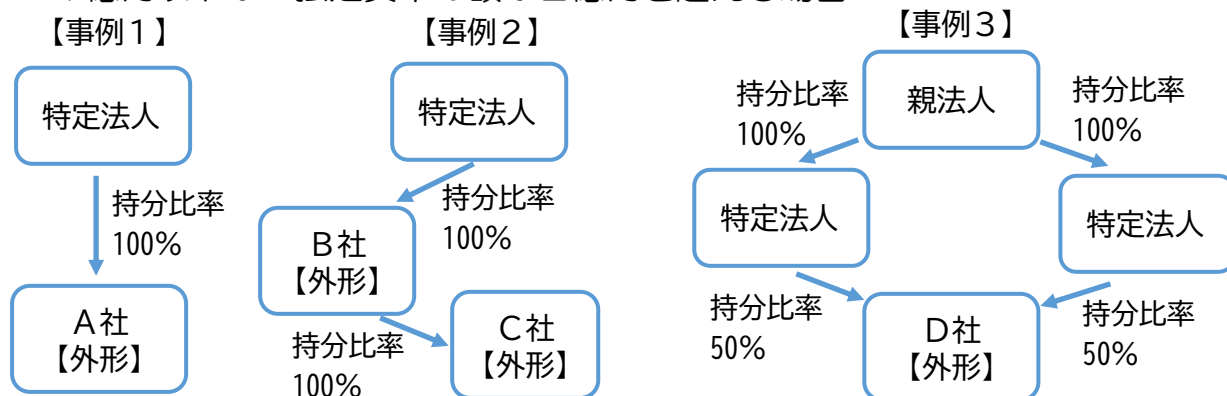 【事例１】
特定法人
持分比率
100%
Ａ社
【外形】
【事例２】
特定法人
持分比率
100%
Ｂ社
【外形】
持分比率
100%
Ｃ社
【外形】
【事例３】
親法人
持分比率
100%
持分比率
100%
特定法人
特定法人
持分比率
50%
持分比率
50%
Ｄ社
【外形】